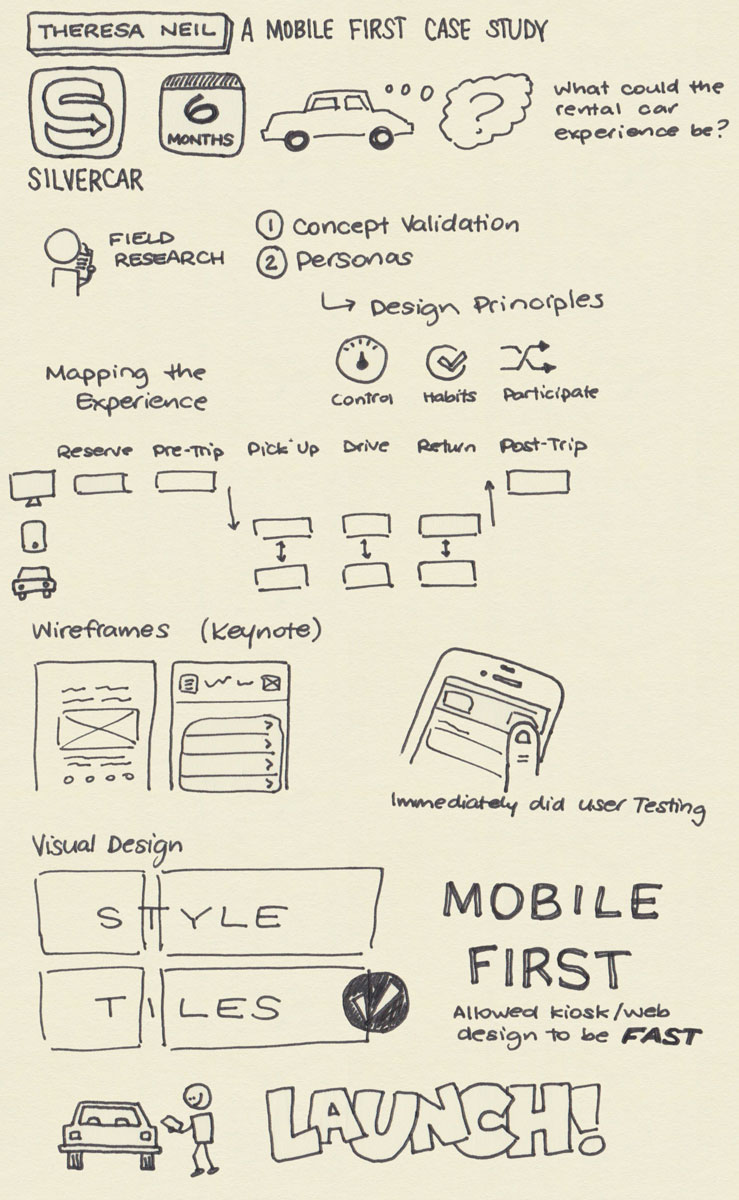 THERESA NEIL A MOBILE FIRST CASE STUDY
S
6
MONTHS
?
What could the
rental car
experience be?
SILVERCAR
FIELD
RESEARCH
1 Concept Validation
2 Personas
Design Principles
Control Habits Participate
Mapping the
Experience
Reserve Pre-Trip Pick Up Drive Return Post-Trip
Wireframes (Keynote)
Immediately did user Testing
Visual Design
STYLE
TILES
MOBILE
FIRST
Allowed kiosk/web
design to be FAST
LAUNCH!